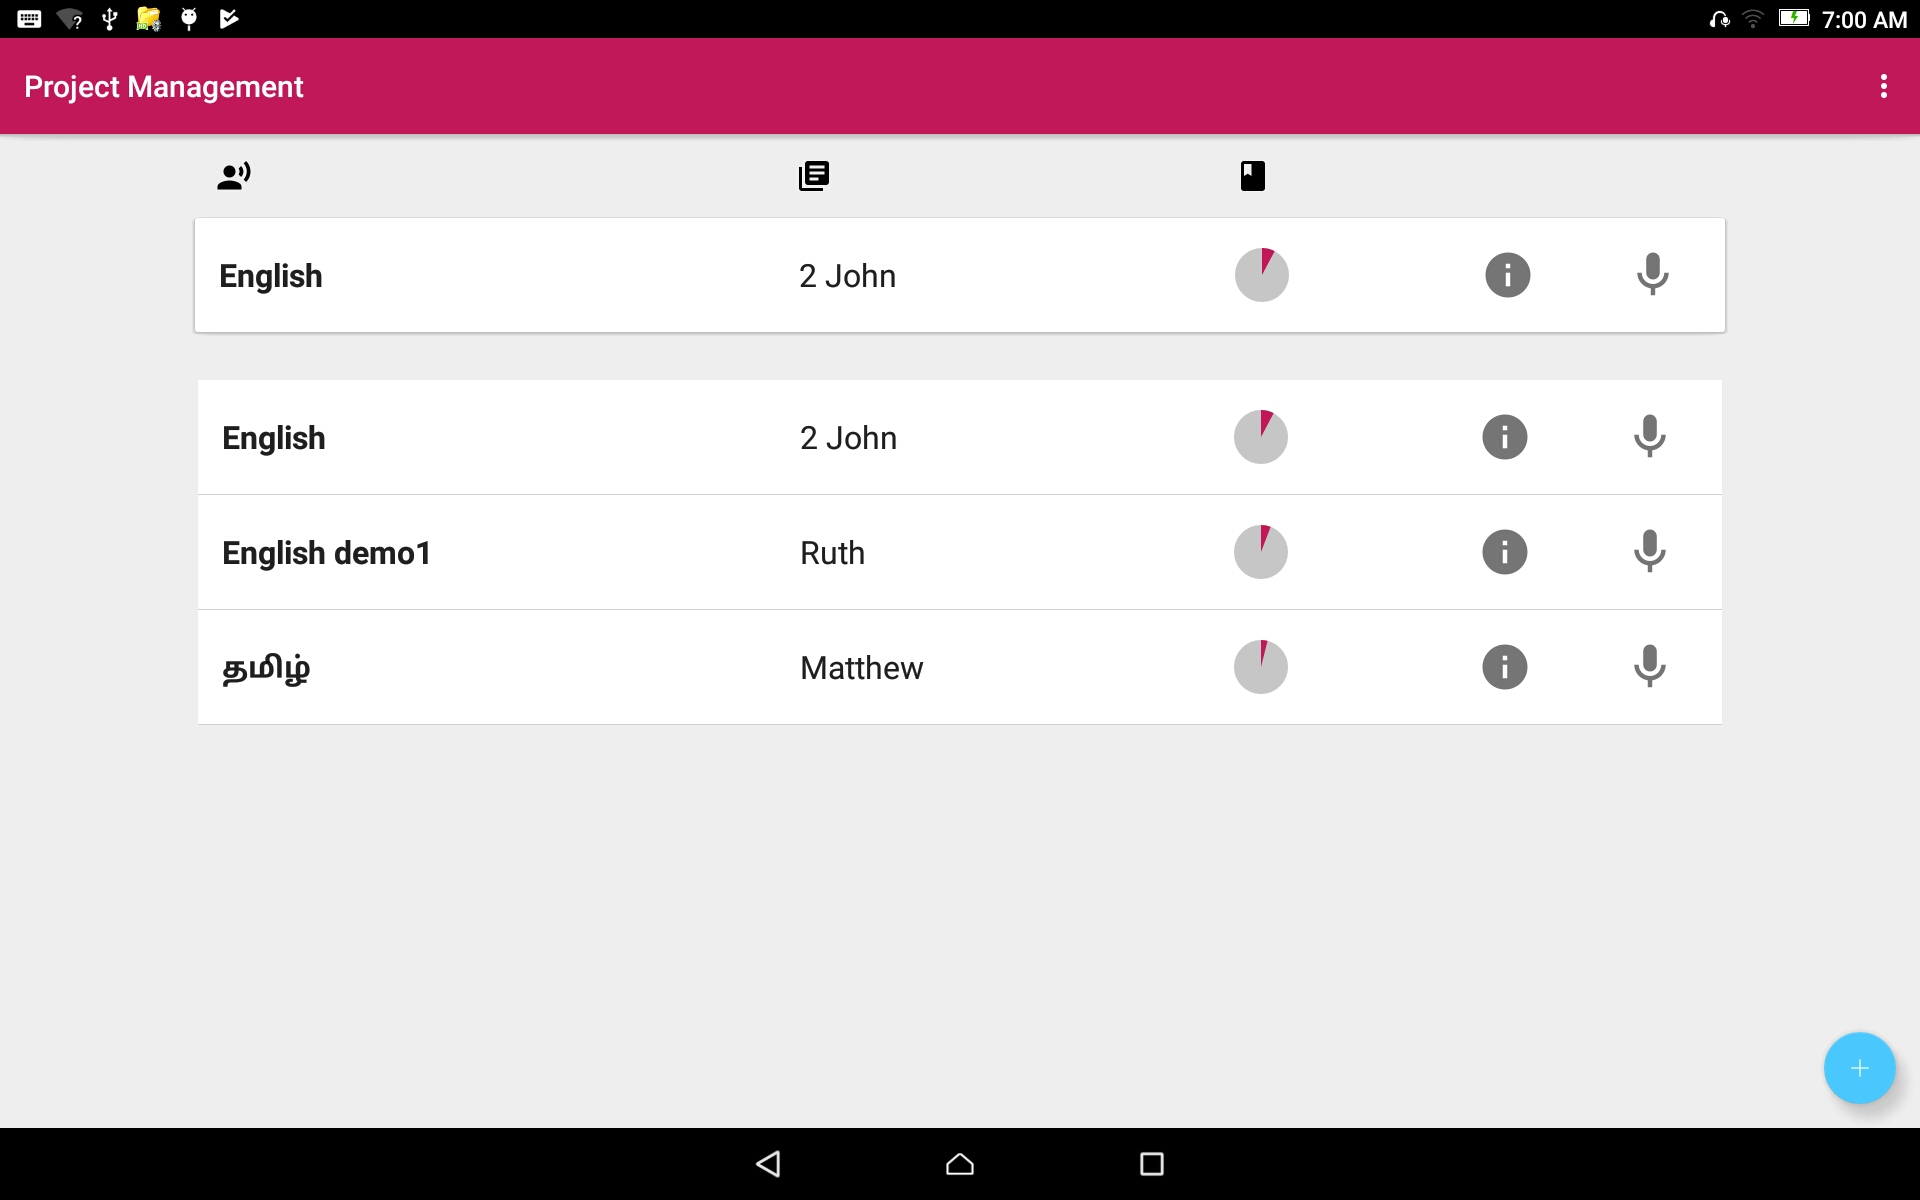 7:00 AM
Project Management
English 2 John
English 2 John
English demo1 Ruth
தமிழ் Matthew